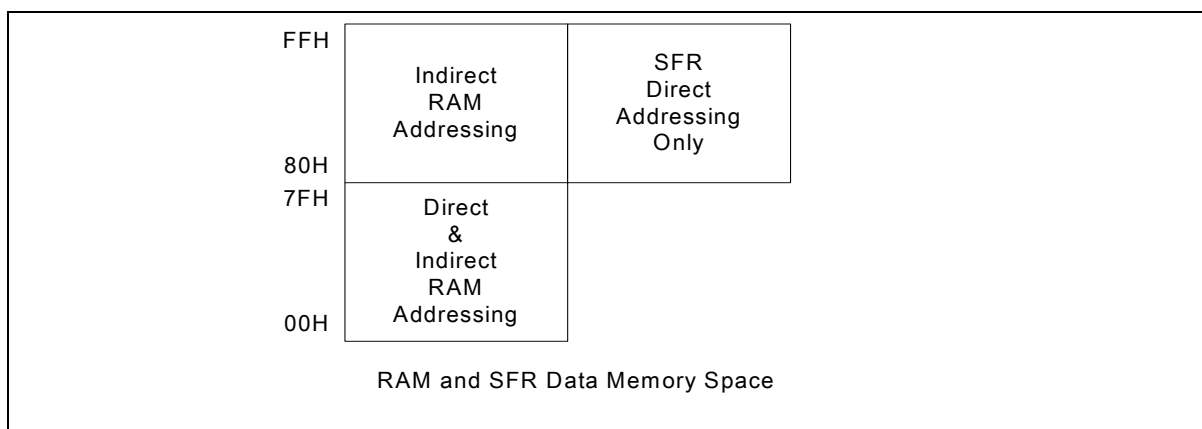 FFH
Indirect
RAM
Addressing
SFR
Direct
Addressing
Only
80H
7FH
Direct
&
Indirect
RAM
Addressing
00H
RAM and SFR Data Memory Space